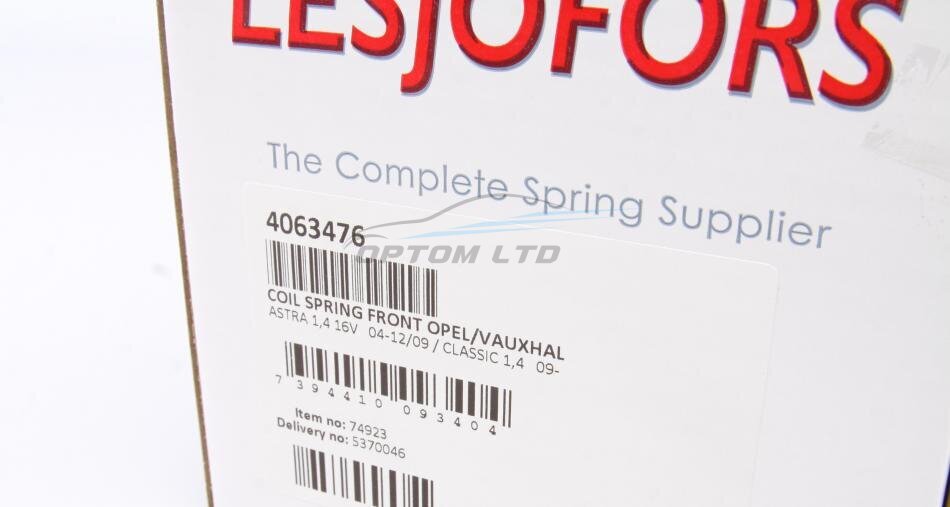 LESJÖFORS
The Complete Spring Supplier
4063476
OPTOM LTD
COIL SPRING FRONT OPEL/VAUXHAL
ASTRA 1,4 16V 04-12/09 / CLASSIC 1,4 09-
7 394410 093404
Item no: 74923
Delivery no: 5370046